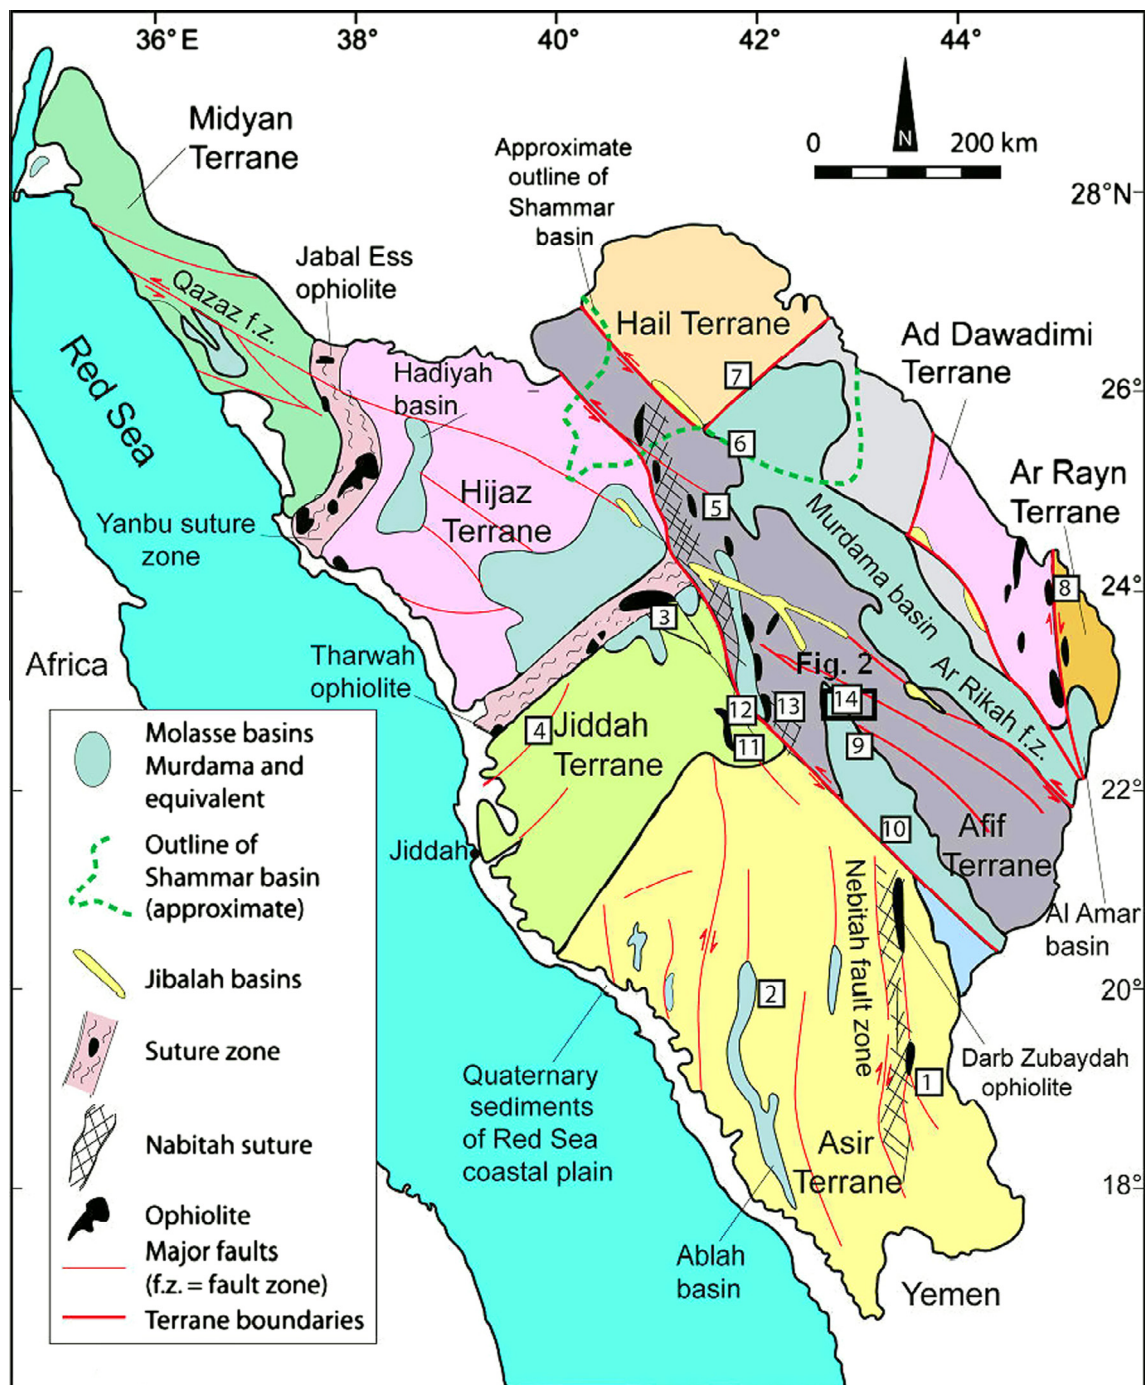 36° E
38°
40°
42°
44°
Midyan
Terrane
Approximate
outline of
Shammar
basin
N
0
200 km
28°N
Jabal Ess
ophiolite
Qazaz f.z.
Hail Terrane
Ad Dawadimi
Terrane
Red Sea
Hadiyah
basin
7
26°
6
Ar Rayn
Terrane
Hijaz
Terrane
5
Yanbu suture
zone
Murdama basin
24°
8
3
Africa
Tharwah
ophiolite
Fig. 2
Ar Rikah f.z.
12
13
14
4
Jiddah
Terrane
11
9
22°
10
Afif
Terrane
Jiddah
Nebitah fault zone
Al Amar
basin
20°
2
Darb Zubaydah
ophiolite
1
Quaternary
sediments
of Red Sea
coastal plain
Asir
Terrane
18°
Ablah
basin
Yemen
Molasse basins
Murdama and
equivalent
Outline of
Shammar basin
(approximate)
Jibalah basins
Suture zone
Nabitah suture
Ophiolite
Major faults
(f.z. = fault zone)
Terrane boundaries